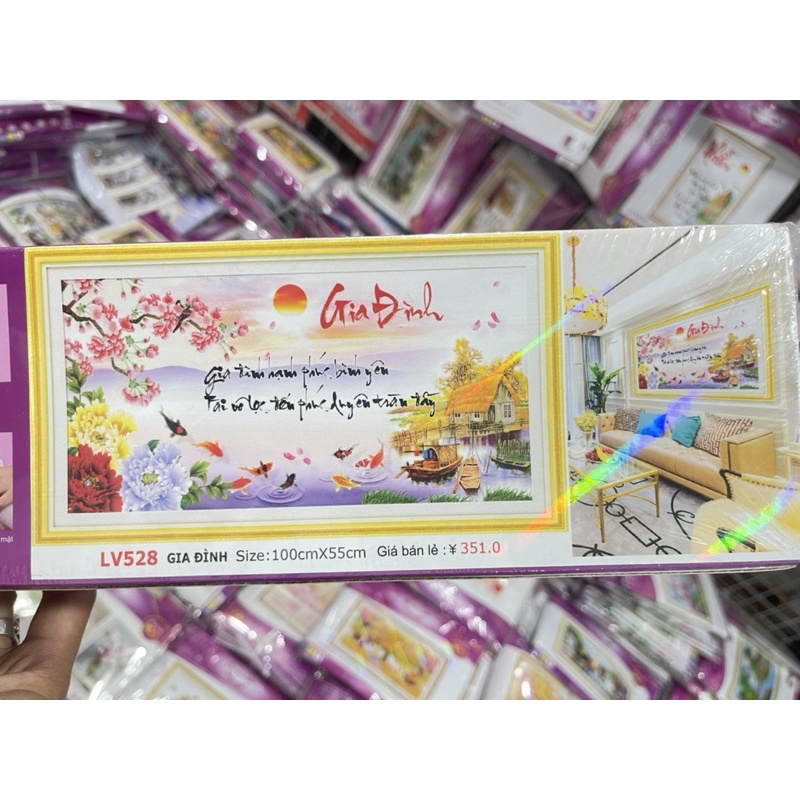 Gia Đình
Gia đình hạnh phúc bình yên
Tài vô lộc tiến phúc duyên tràn đầy
LV528 GIA ĐÌNH Size:100cmX55cm Giá bán lẻ : ¥ 351.0
Gia Đình
mặt